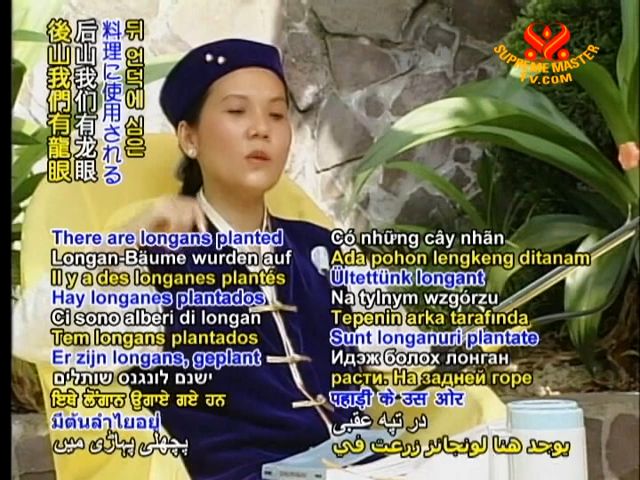 SUPREME MASTER
TV.COM
後山我們有龍眼
后山我们有龙眼
料理に使用される
뒤 언덕에 심은
There are longans planted
Longan-Bäume wurden auf
Il y a des longanes plantés
Hay longanes plantados
Ci sono alberi di longan
Tem longans plantados
Er zijn longans, geplant
ישנם לונגנס שותלים
ਇਥੇ ਲੌਂਗਾਨ ਉਗਾਏ ਗਏ ਹਨ
มีต้นลำไยอยู่
پچھلی پہاڑی میں
Có những cây nhãn
Ada pohon lengkeng ditanam
Ültettünk longant
Na tylnym wzgórzu
Tepenin arka tarafında
Sunt longanuri plantate
Идэж болох лонган
расти. На задней горе
पहाड़ी के उस ओर
در تپه عقبی
يوجد هنا لونجانز زرعت في